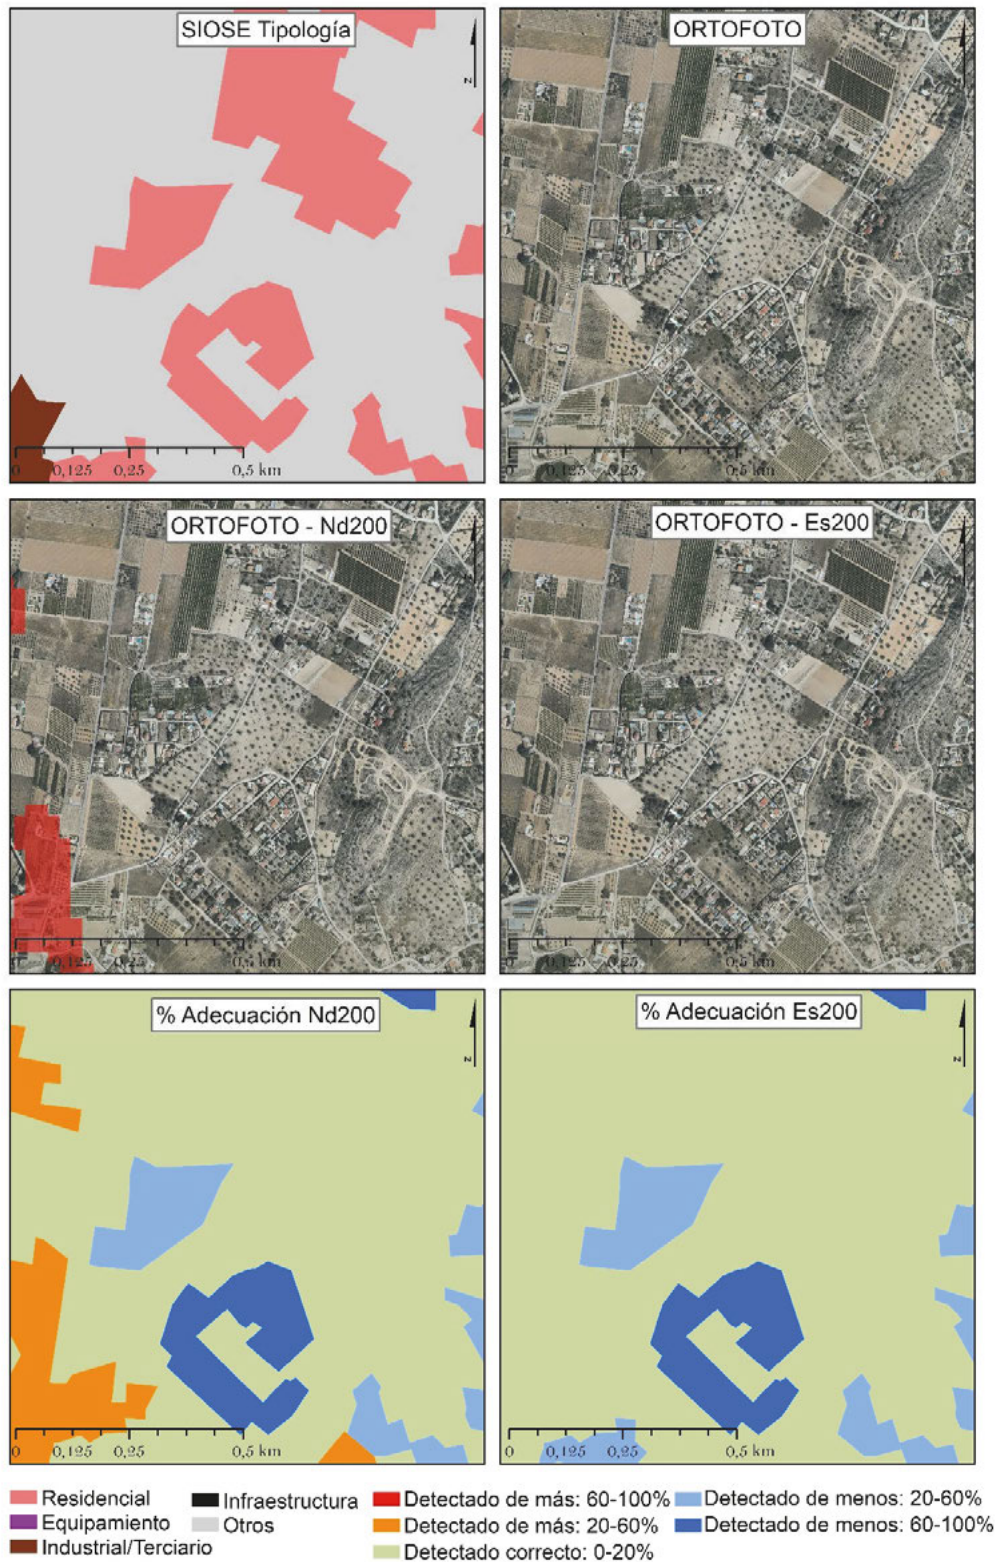 SIOSE Tipología
N
0 0,125 0,25 0,5 km
ORTOFOTO
0 0,125 0,25 0,5 km
ORTOFOTO - Nd200
0 0,125 0,25 0,5 km
ORTOFOTO - Es200
0 0,125 0,25 0,5 km
% Adecuación Nd200
N
0 0,125 0,25 0,5 km
% Adecuación Es200
N
0 0,125 0,25 0,5 km
Residencial
Equipamiento
Industrial/Terciario
Infraestructura
Otros
Detectado de más: 60-100%
Detectado de más: 20-60%
Detectado correcto: 0-20%
Detectado de menos: 20-60%
Detectado de menos: 60-100%